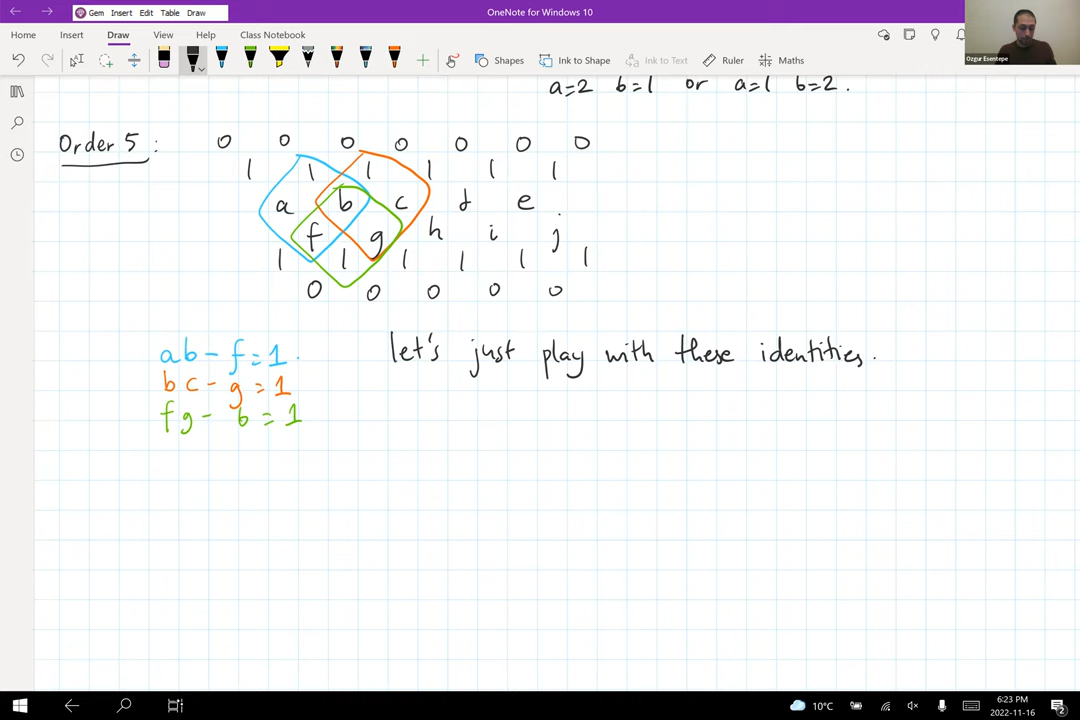 Gem Insert Edit Table Draw
OneNote for Windows 10
Ozgur Esentepe
Home Insert Draw View Help Class Notebook
Shapes Ink to Shape Ink to Text Ruler Maths
a=2 b=1 or a=1 b=2.
Order 5 : 0 0 0 0 0 0 0
1 1 1 1 1 1
a b c d e
f g h i j
1 1 1 1 1 1
0 0 0 0 0
ab - f = 1.
let's just play with these identities.
bc - g = 1
fg - b = 1
10°C
6:23 PM
2022-11-16
2